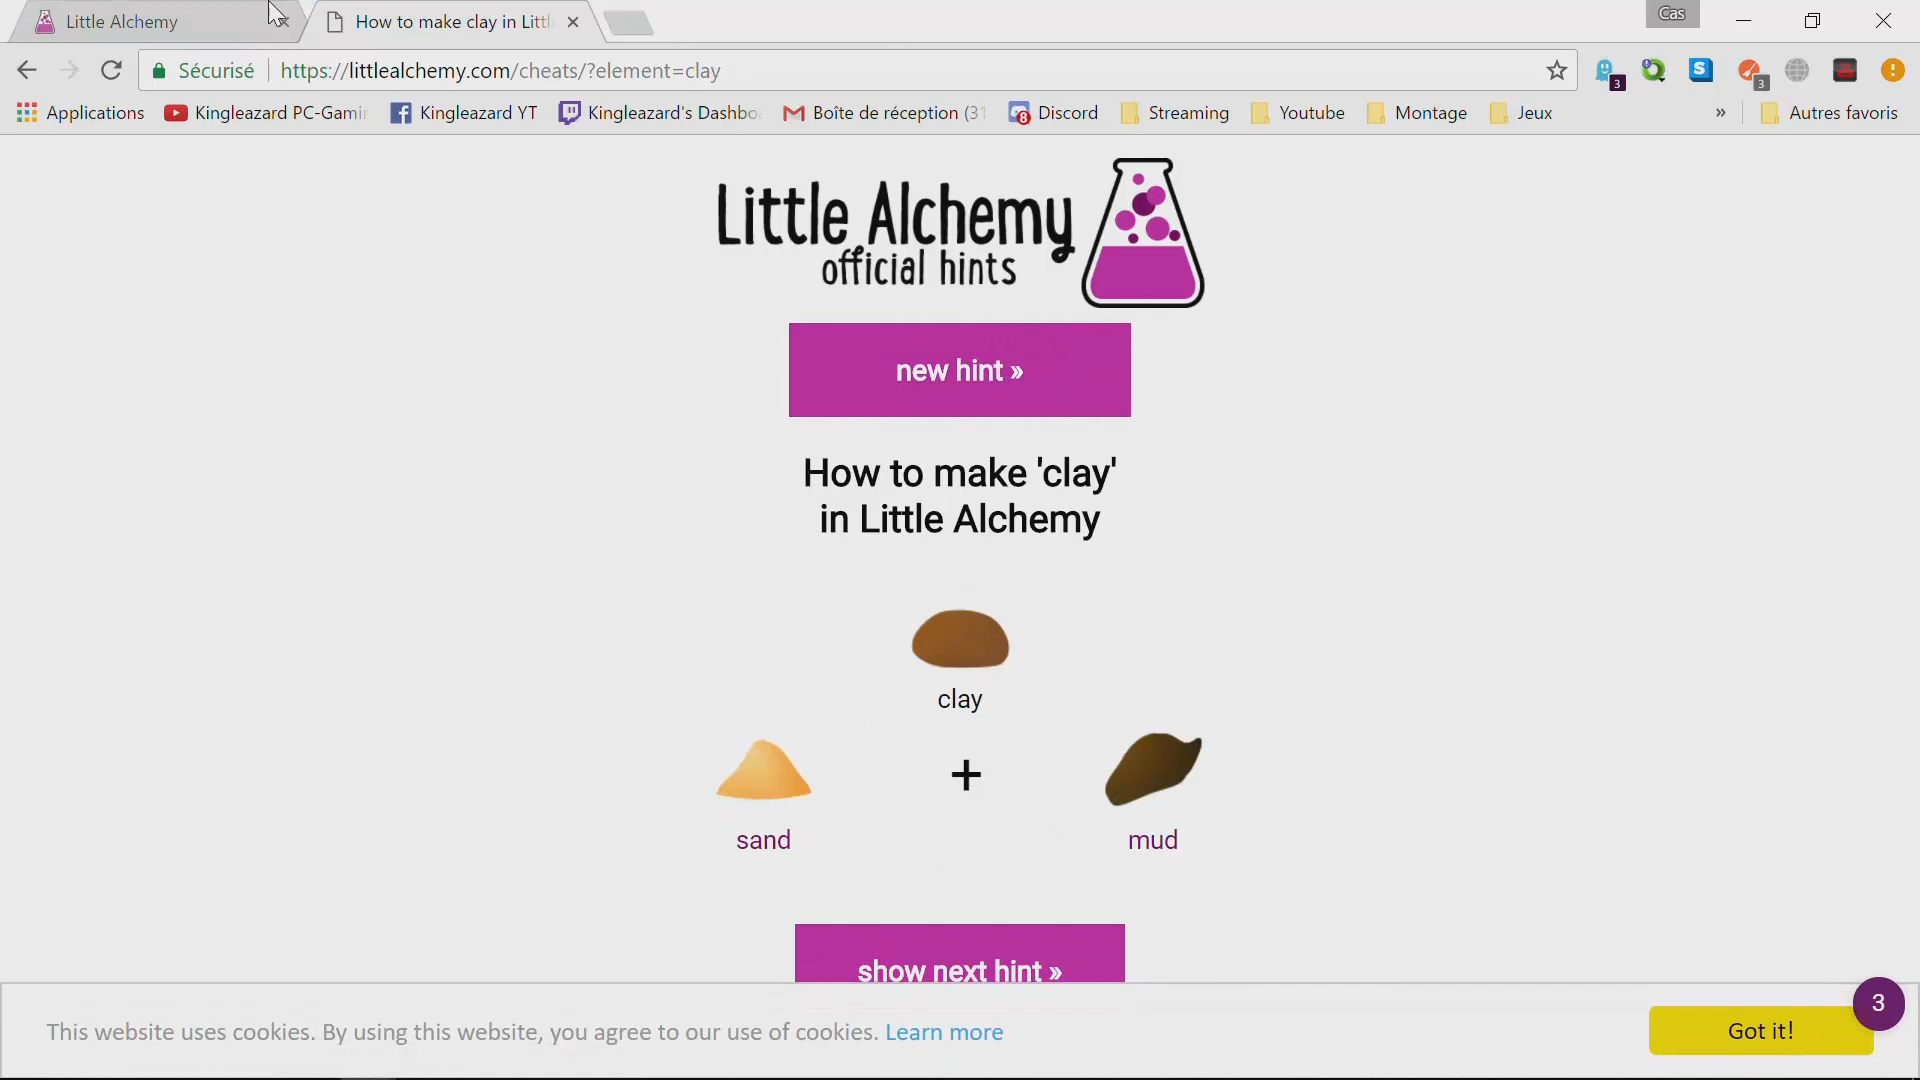 Little Alchemy
How to make clay in Littl
Cas
Sécurisé
https://littlealchemy.com/cheats/?element=clay
3
S
3
Applications
Kingleazard PC-Gami
Kingleazard YT
Kingleazard's Dashbo
Boîte de réception (31
8
Discord
Streaming
Youtube
Montage
Jeux
»
Autres favoris
Little Alchemy
official hints
new hint »
How to make 'clay'
in Little Alchemy
clay
+
sand
mud
show next hint »
3
This website uses cookies. By using this website, you agree to our use of cookies. Learn more
Got it!